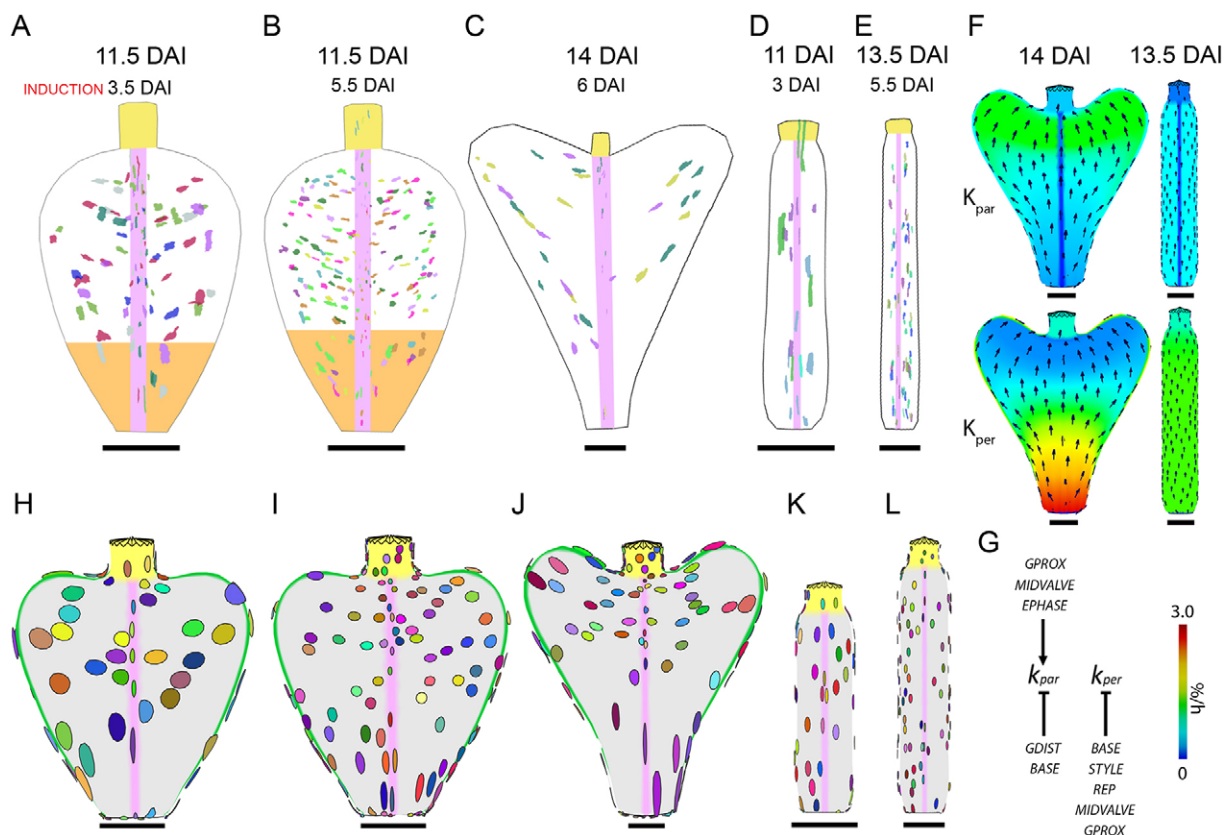 A
11.5 DAI
INDUCTION 3.5 DAI
B
11.5 DAI
5.5 DAI
C
14 DAI
6 DAI
D
11 DAI
3 DAI
E
13.5 DAI
5.5 DAI
F
14 DAI
13.5 DAI
Kpar
Kper
G
GPROX
MIDVALVE
EPHASE
kpar
kper
GDIST
BASE
BASE
STYLE
REP
MIDVALVE
GPROX
3.0
%/h
0
H
I
J
K
L